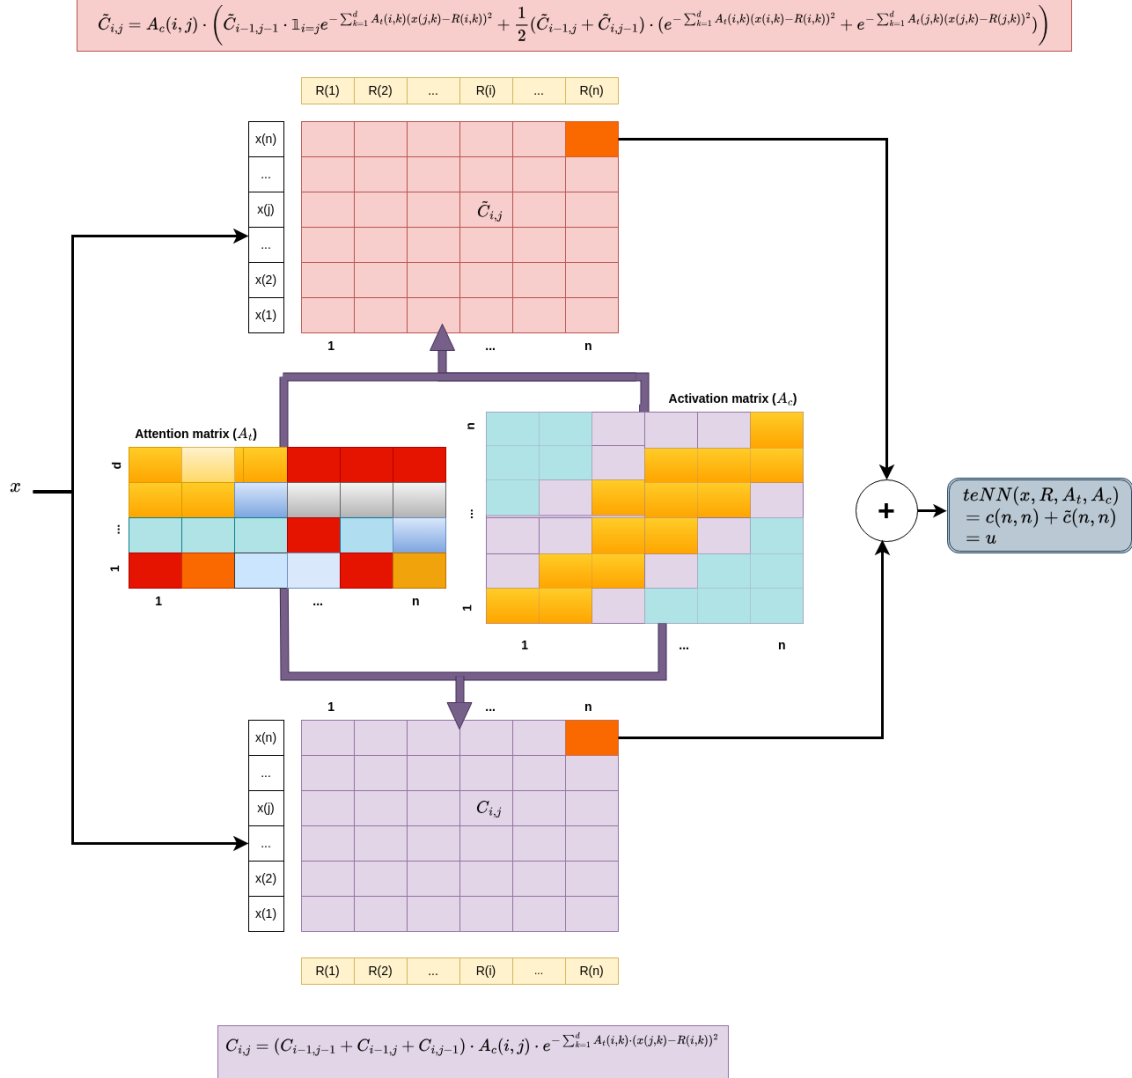 C̃_{i,j} = A_c(i,j) · ( C̃_{i−1,j−1} · 𝟙_{i=j} e^{−∑_{k=1}^{d} A_t(i,k)(x(j,k)−R(i,k))²} + 1/2 (C̃_{i−1,j} + C̃_{i,j−1}) · (e^{−∑_{k=1}^{d} A_t(i,k)(x(i,k)−R(i,k))²} + e^{−∑_{k=1}^{d} A_t(j,k)(x(j,k)−R(j,k))²}) )
R(1) R(2) ... R(i) ... R(n)
x(n)
...
x(j) C̃_{i,j}
...
x(2)
x(1)
1 ... n
Activation matrix (A_c)
Attention matrix (A_t)
n
...
1
1 ... n
d
...
1
1 ... n
x
+
teNN(x, R, A_t, A_c)
= c(n, n) + c̃(n, n)
= u
1 ... n
x(n)
...
x(j) C_{i,j}
...
x(2)
x(1)
R(1) R(2) ... R(i) ... R(n)
C_{i,j} = (C_{i−1,j−1} + C_{i−1,j} + C_{i,j−1}) · A_c(i,j) · e^{−∑_{k=1}^{d} A_t(i,k)·(x(j,k)−R(i,k))²}